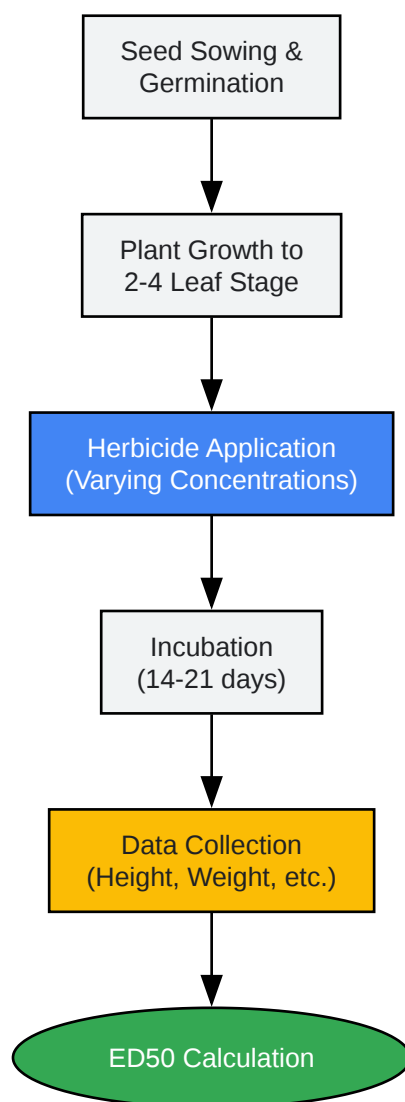 Seed Sowing &
Germination
Plant Growth to
2-4 Leaf Stage
Herbicide Application
(Varying Concentrations)
Incubation
(14-21 days)
Data Collection
(Height, Weight, etc.)
ED50 Calculation